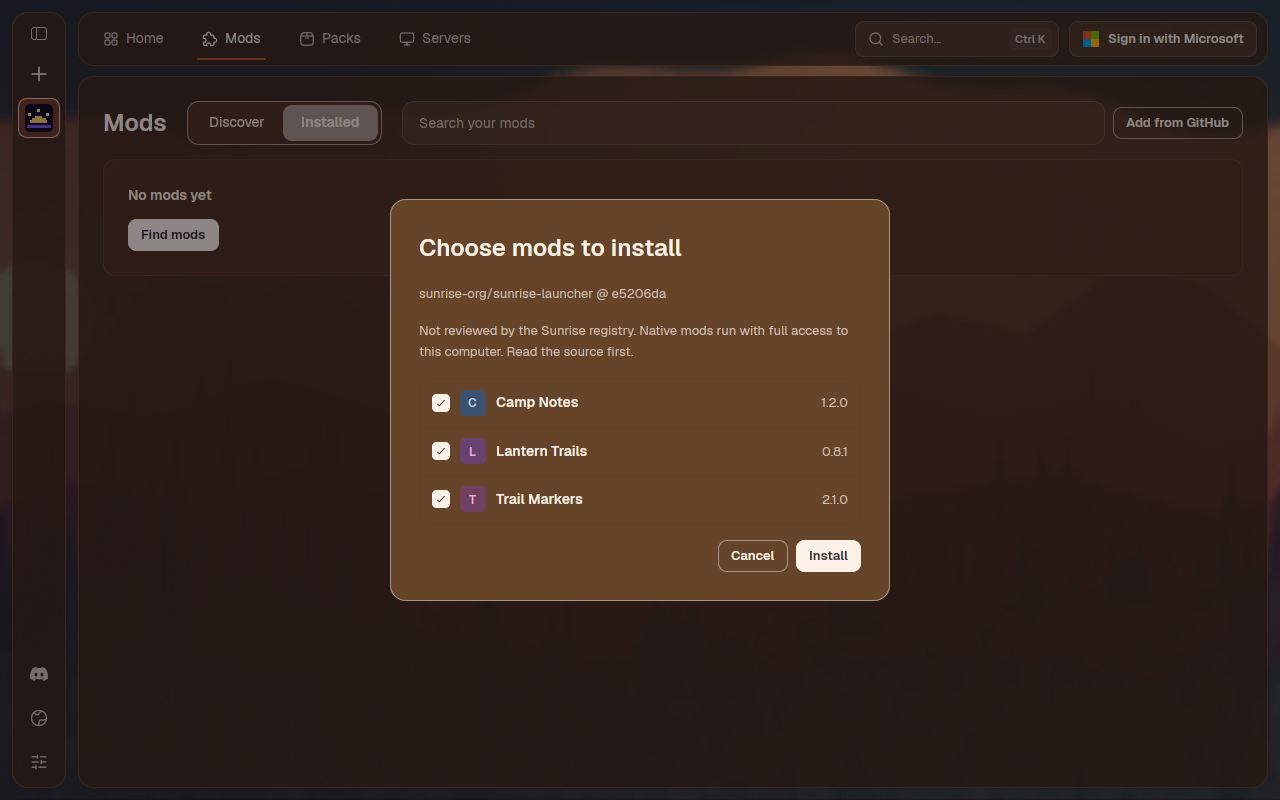 Home
Mods
Packs
Servers
Search...
Ctrl K
Sign in with Microsoft
Mods
Discover
Installed
Search your mods
Add from GitHub
No mods yet
Find mods
Choose mods to install
sunrise-org/sunrise-launcher @ e5206da
Not reviewed by the Sunrise registry. Native mods run with full access to
this computer. Read the source first.
C
Camp Notes
1.2.0
L
Lantern Trails
0.8.1
T
Trail Markers
2.1.0
Cancel
Install